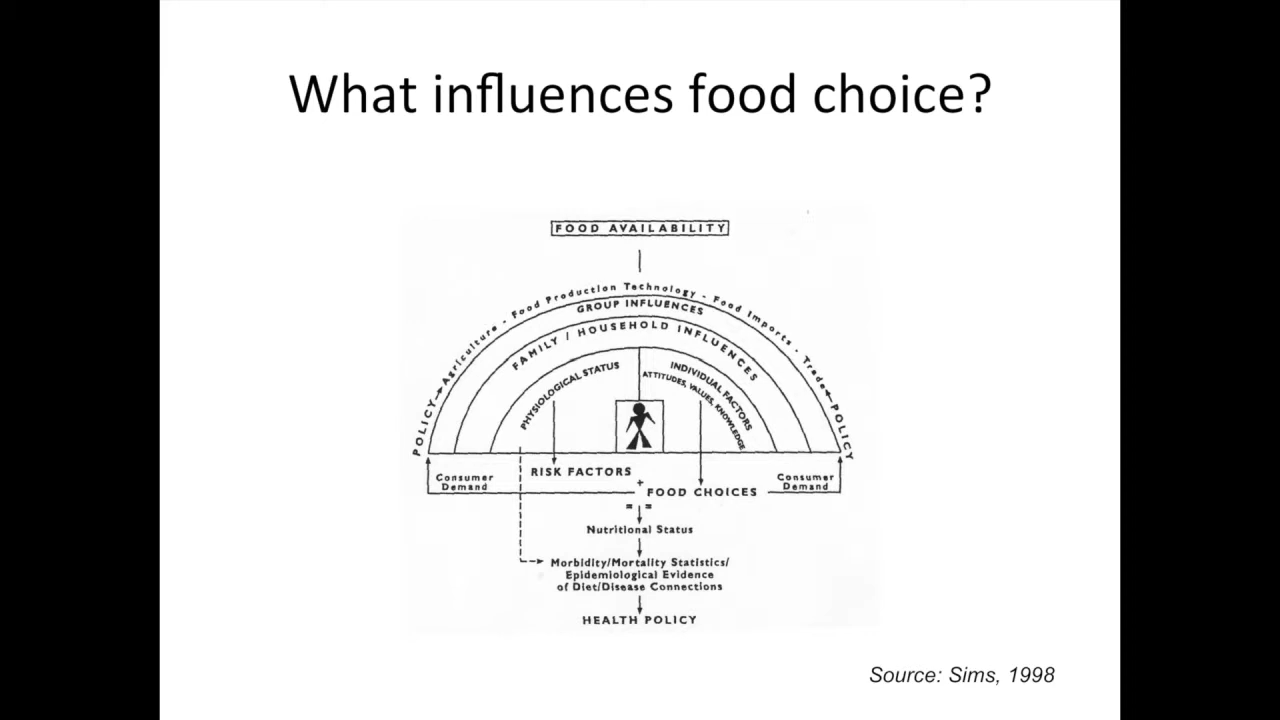 What influences food choice?
FOOD AVAILABILITY
POLICY → Agriculture - Food Production Technology - Food Imports - Trade ← POLICY
GROUP INFLUENCES
FAMILY / HOUSEHOLD INFLUENCES
PHYSIOLOGICAL STATUS
INDIVIDUAL FACTORS
ATTITUDES, VALUES, KNOWLEDGE
RISK FACTORS
Consumer
Demand
+
FOOD CHOICES
Consumer
Demand
= =
Nutritional Status
Morbidity/Mortality Statistics/
Epidemiological Evidence
of Diet/Disease Connections
HEALTH POLICY
Source: Sims, 1998